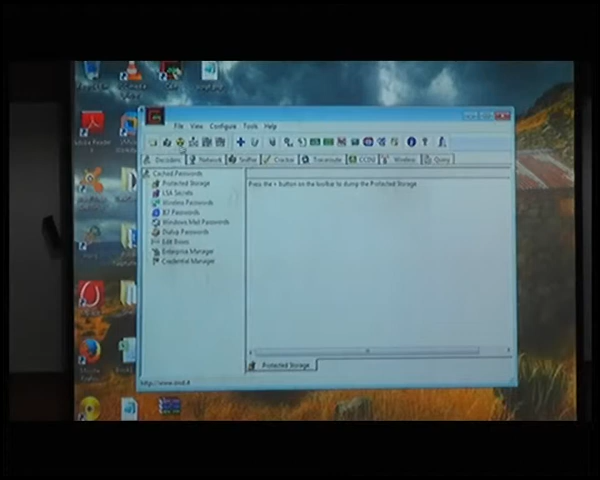 File View Configure Tools Help
Decoders Network Sniffer Cracker Traceroute CCDU Wireless Query
Cached Passwords
Protected Storage
LSA Secrets
Wireless Passwords
IE7 Passwords
Windows Mail Passwords
Dialup Passwords
Edit Boxes
Enterprise Manager
Credential Manager
Press the + button on the toolbar to dump the Protected Storage
Protected Storage
http://www.oxid.it